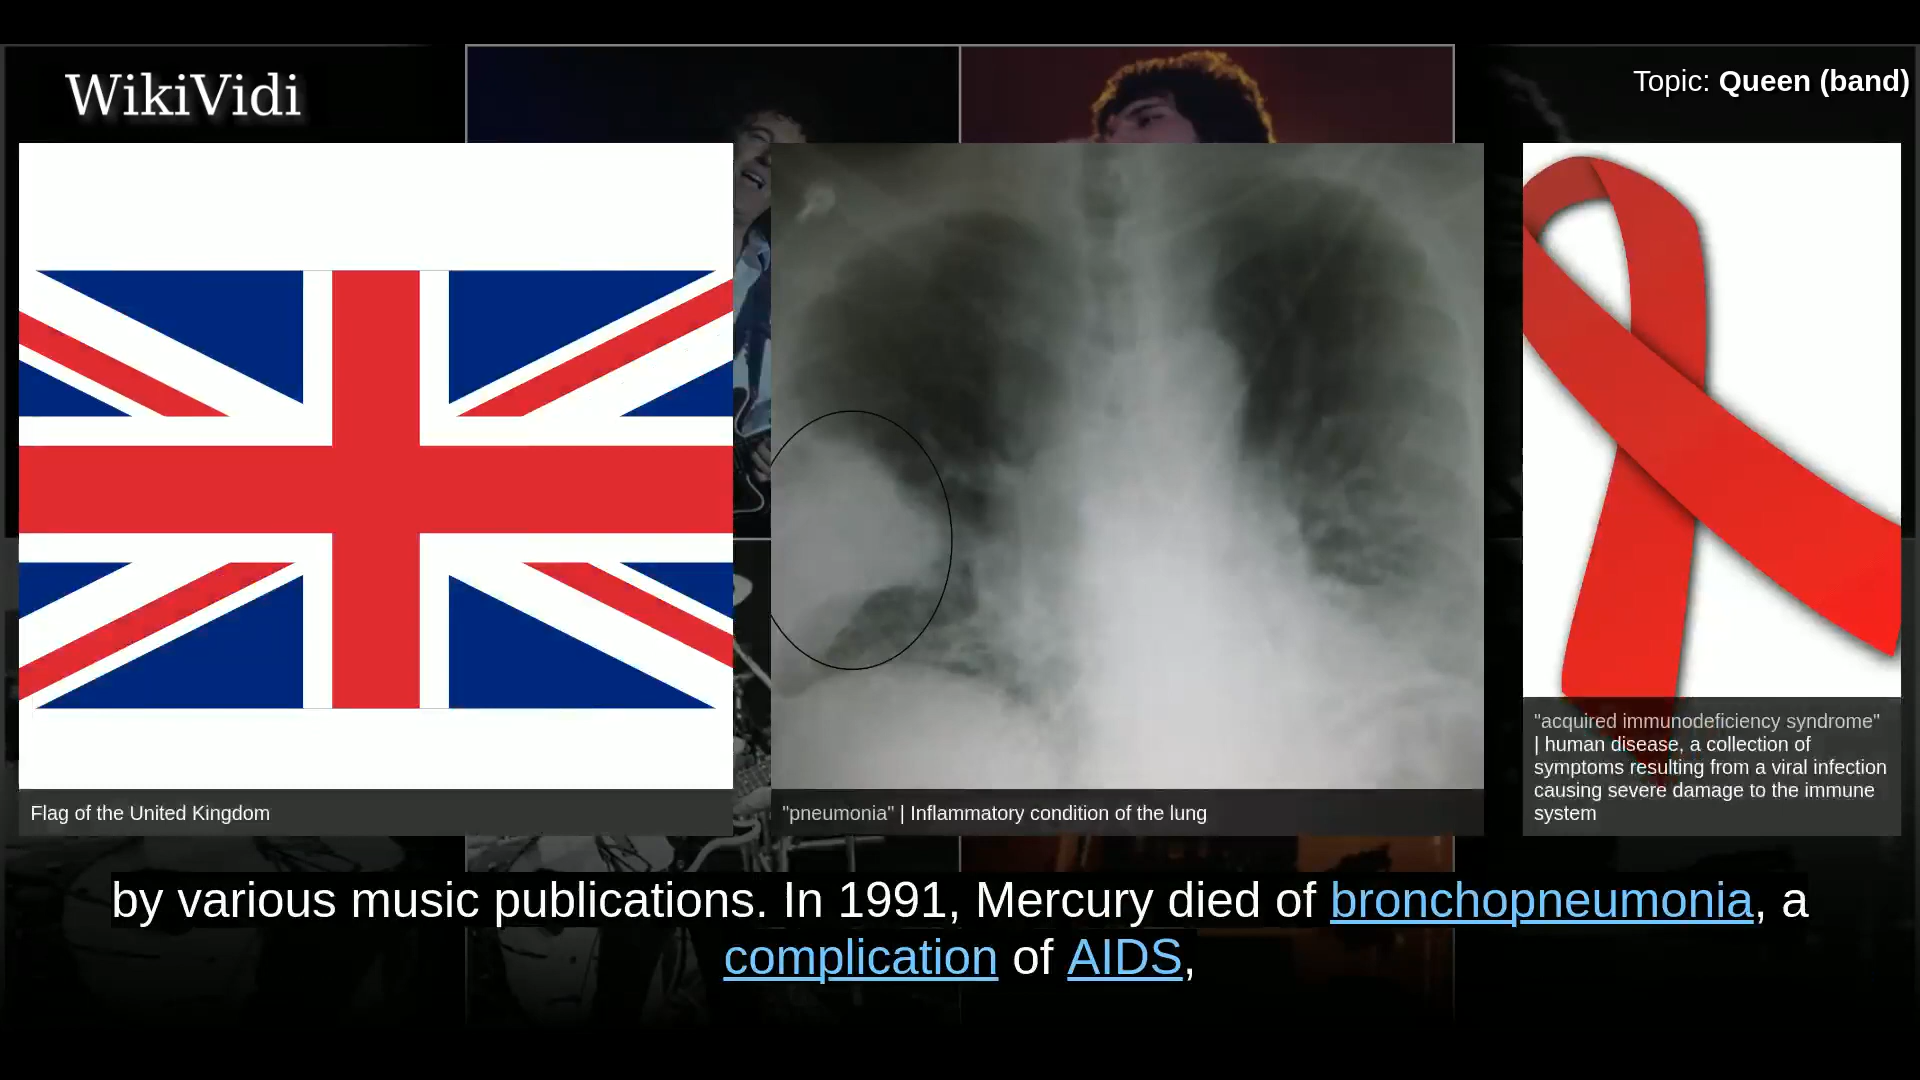 WikiVidi
Topic: Queen (band)
Flag of the United Kingdom
"pneumonia" | Inflammatory condition of the lung
"acquired immunodeficiency syndrome"
| human disease, a collection of
symptoms resulting from a viral infection
causing severe damage to the immune
system
by various music publications. In 1991, Mercury died of bronchopneumonia, a
complication of AIDS,